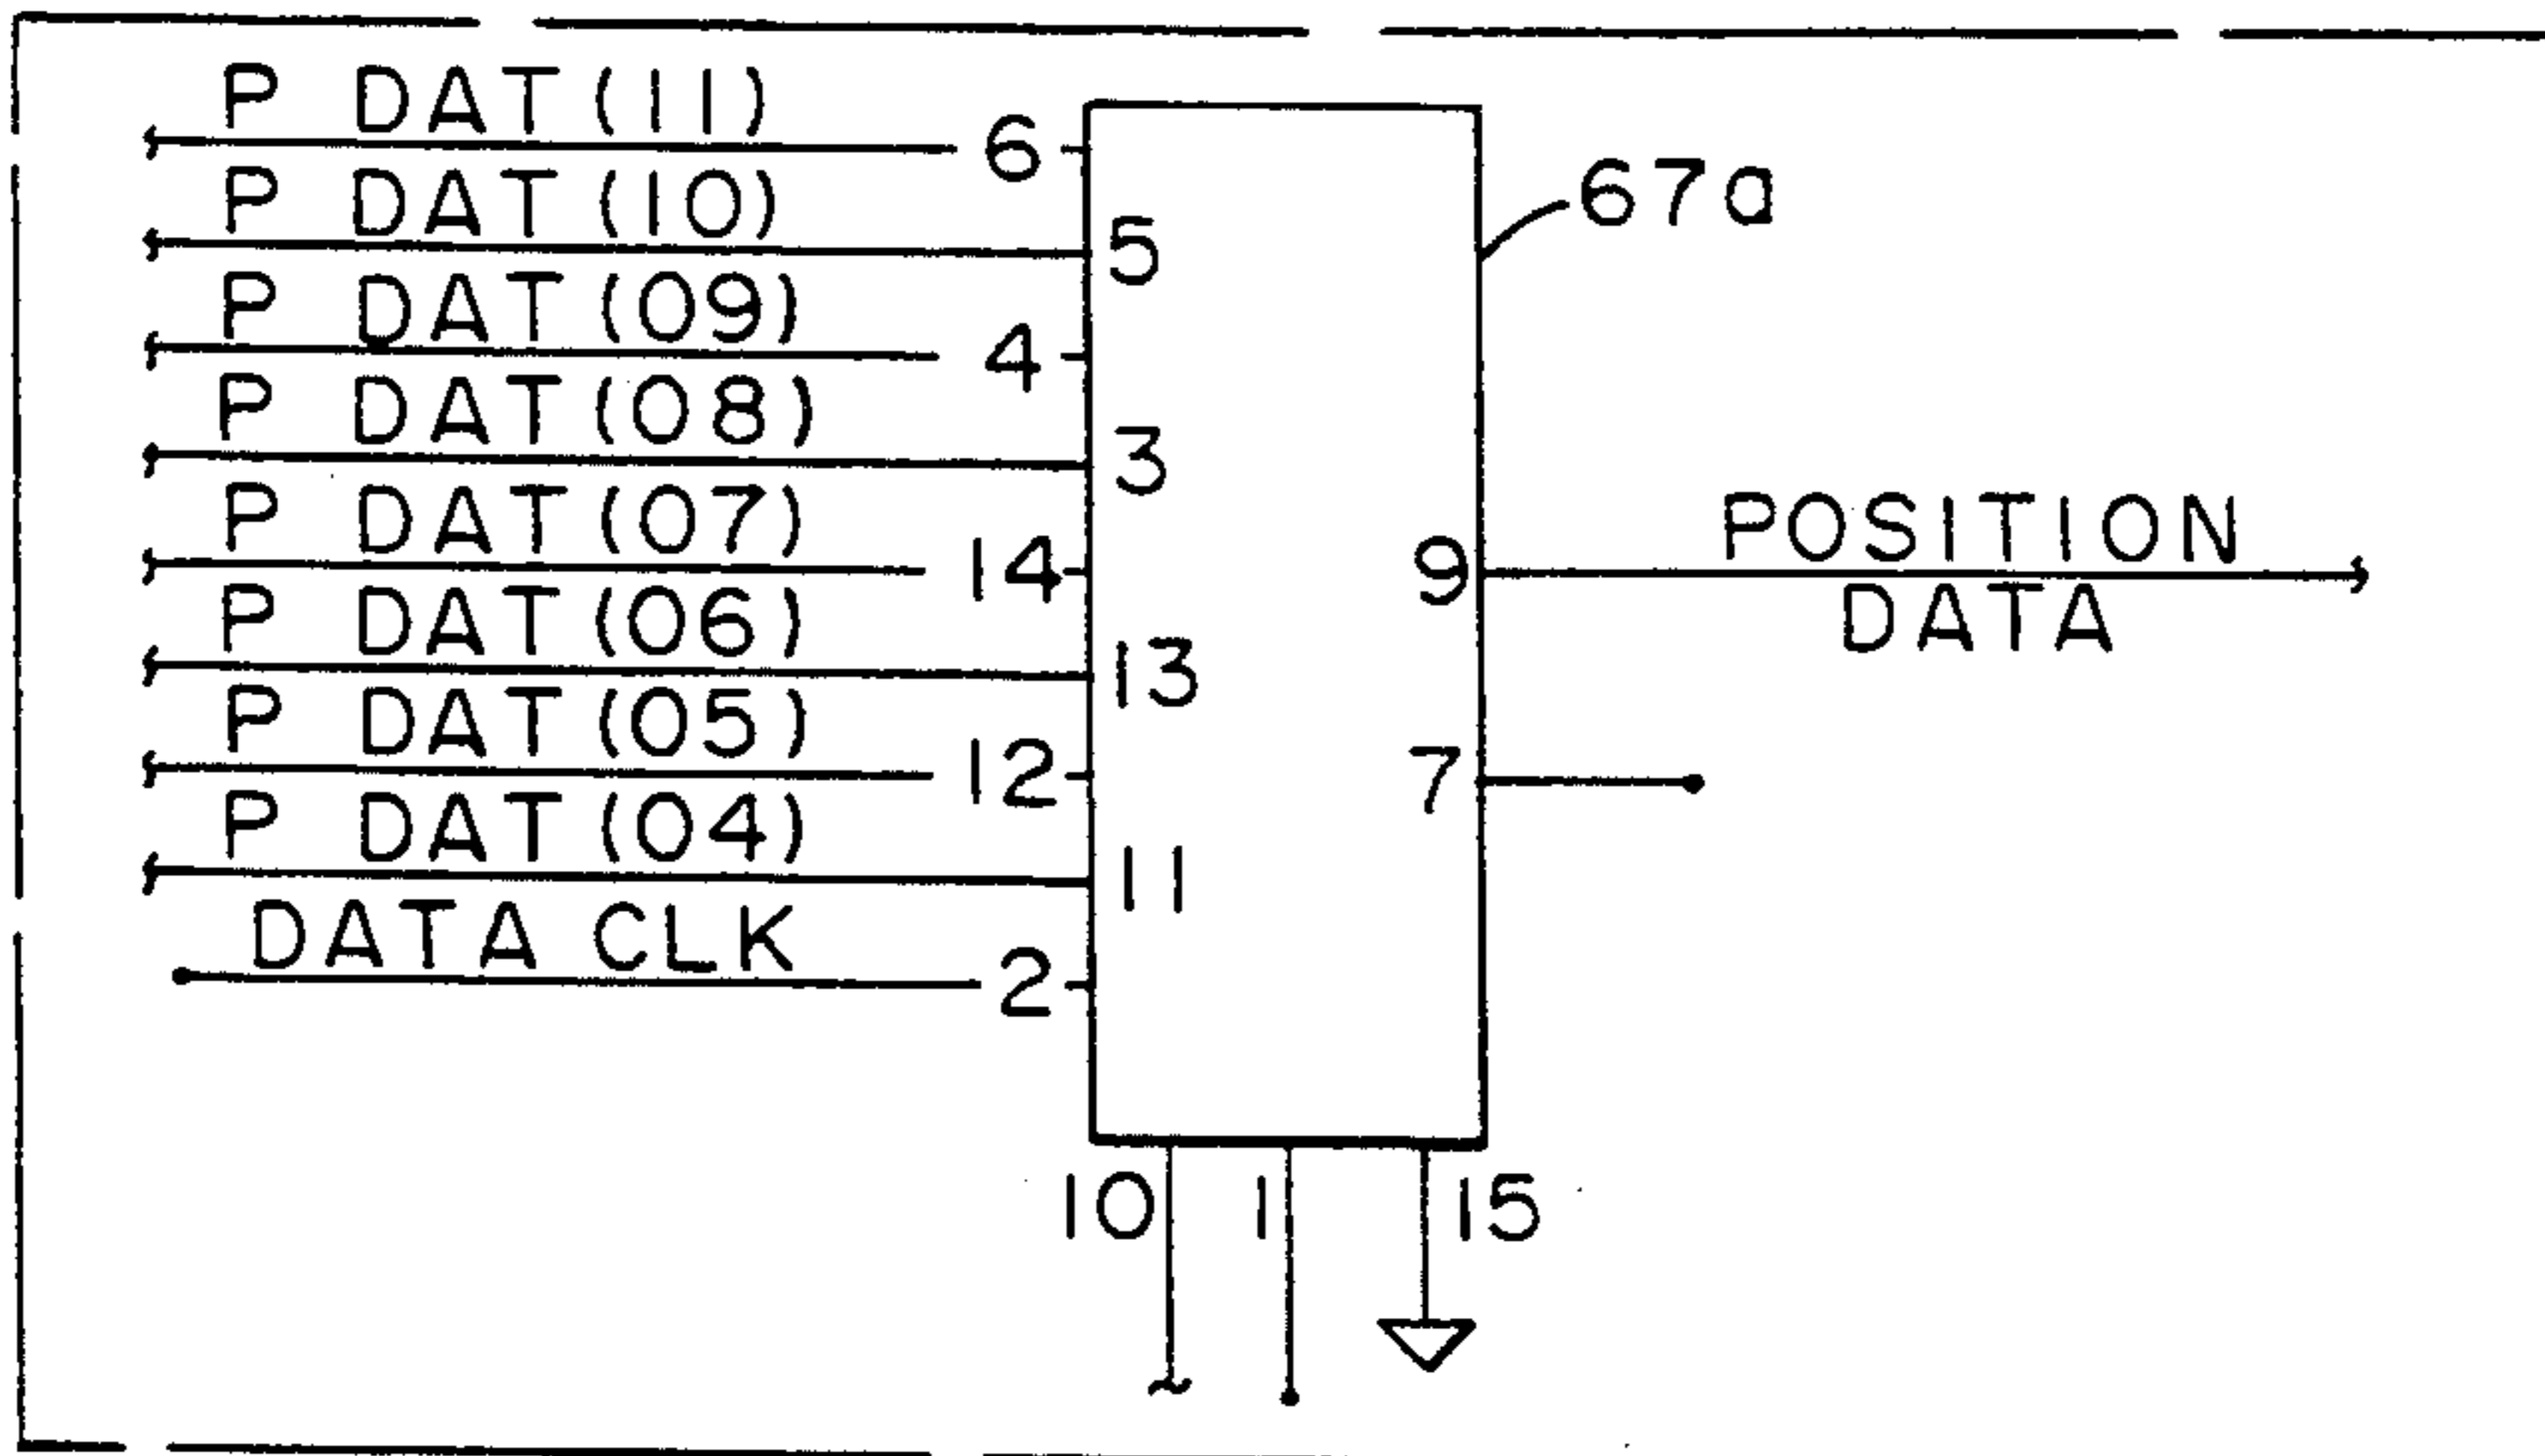 P DAT(11)
6
67a
P DAT(10)
5
P DAT(09)
4
P DAT(08)
3
P DAT(07)
14
9
POSITION
DATA
P DAT(06)
13
P DAT(05)
12
7
P DAT(04)
11
DATA CLK
2
10
1
15